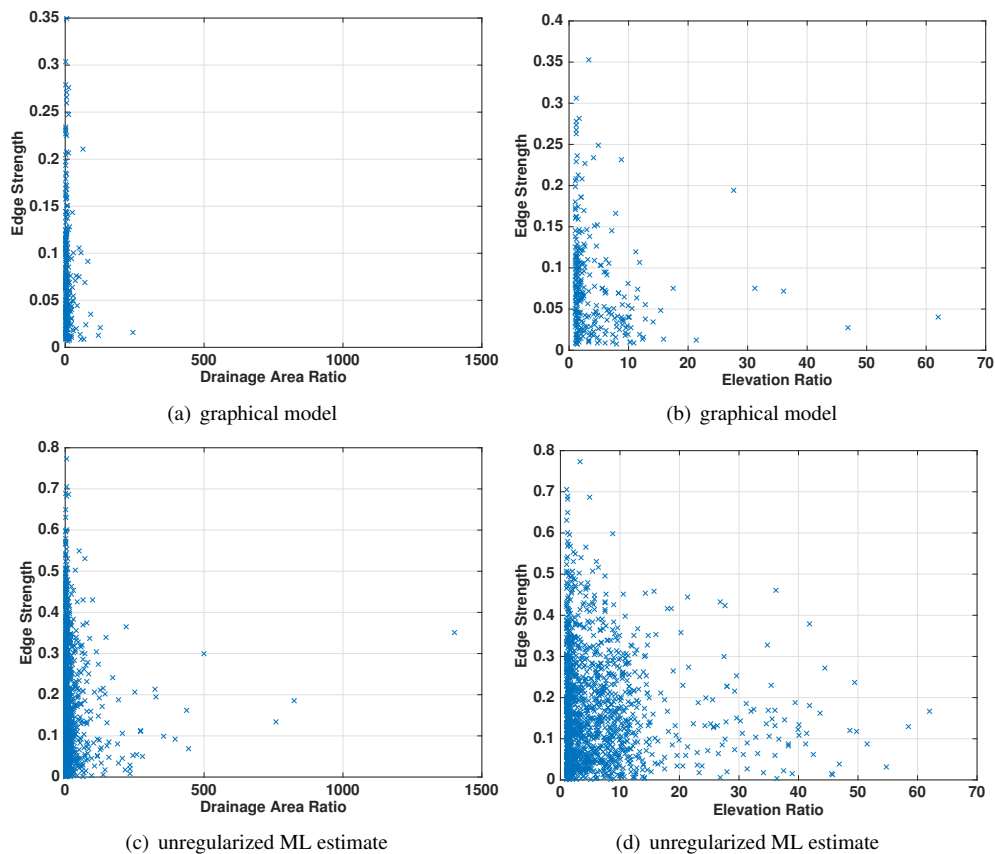 0.35
0.3
0.25
0.2
0.15
0.1
0.05
0
Edge Strength
0 500 1000 1500
Drainage Area Ratio
(a) graphical model
0.4
0.35
0.3
0.25
0.2
0.15
0.1
0.05
0
Edge Strength
0 10 20 30 40 50 60 70
Elevation Ratio
(b) graphical model
0.8
0.7
0.6
0.5
0.4
0.3
0.2
0.1
0
Edge Strength
0 500 1000 1500
Drainage Area Ratio
(c) unregularized ML estimate
0.8
0.7
0.6
0.5
0.4
0.3
0.2
0.1
0
Edge Strength
0 10 20 30 40 50 60 70
Elevation Ratio
(d) unregularized ML estimate